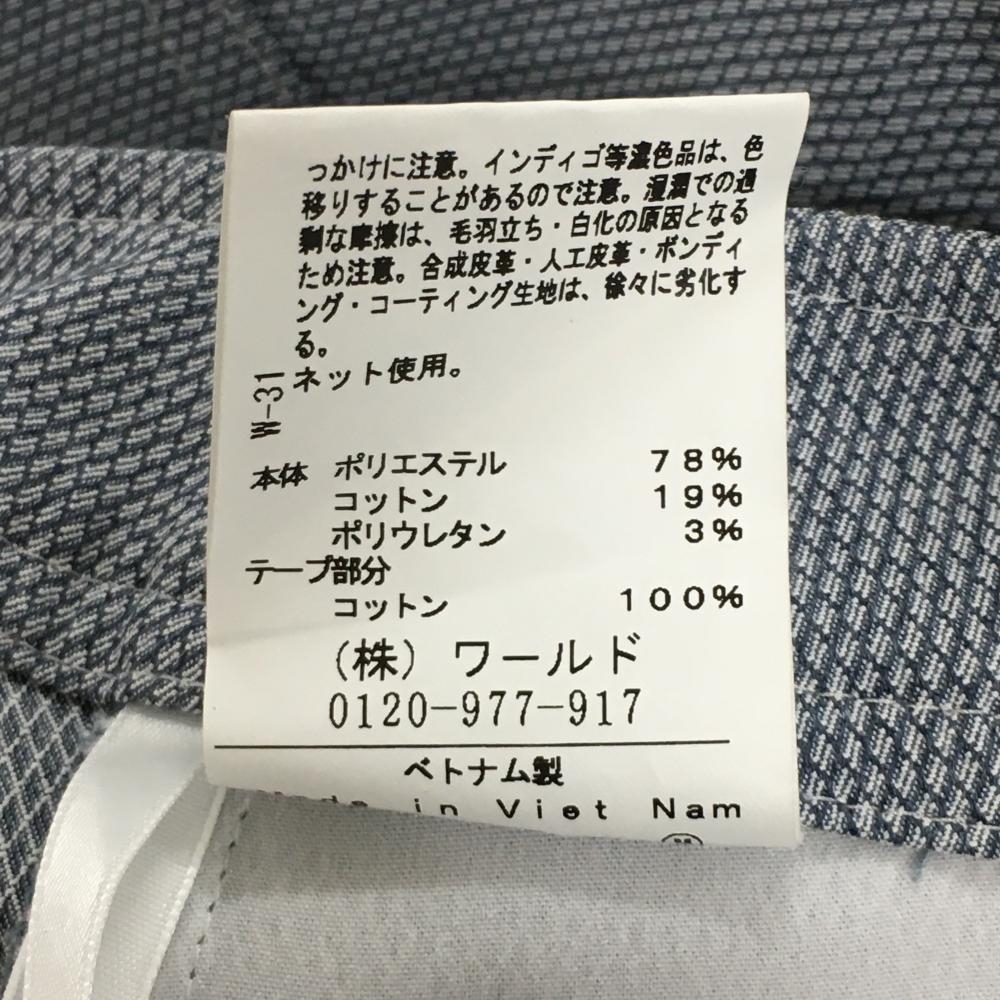 っかけに注意。インディゴ等濃色品は、色
移りすることがあるので注意。湿潤での過
剰な摩擦は、毛羽立ち・白化の原因となる
ため注意。合成皮革・人工皮革・ボンディ
ング・コーティング生地は、徐々に劣化す
る。
ネット使用。
W-31
本体 ポリエステル 78%
コットン 19%
ポリウレタン 3%
テープ部分
コットン 100%
(株) ワールド
0120-977-917
ベトナム製
Made in Viet Nam